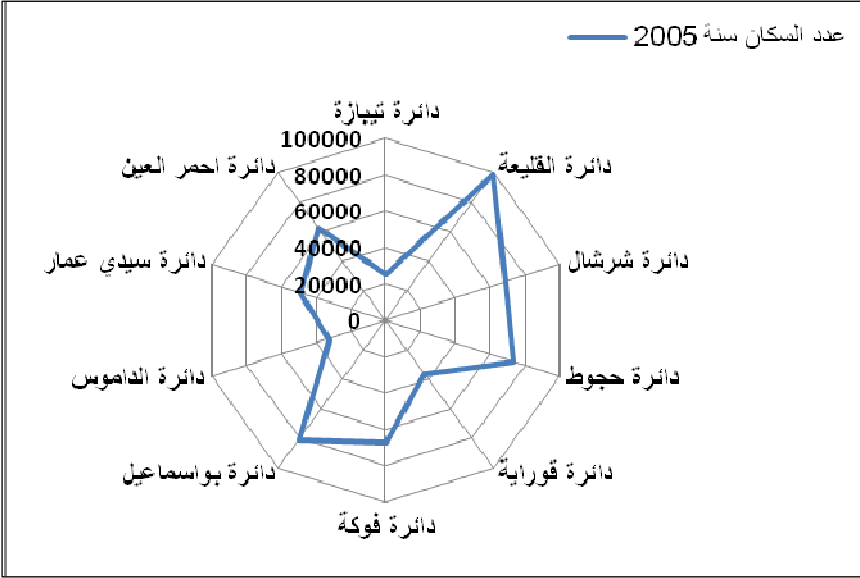 عدد السكان سنة 2005
دائرة تيبازة
100000
دائرة القليعة
دائرة احمر العين
80000
60000
40000
دائرة شرشال
دائرة سيدي عمار
20000
0
دائرة حجوط
دائرة الداموس
دائرة قوراية
دائرة بواسماعيل
دائرة فوكة